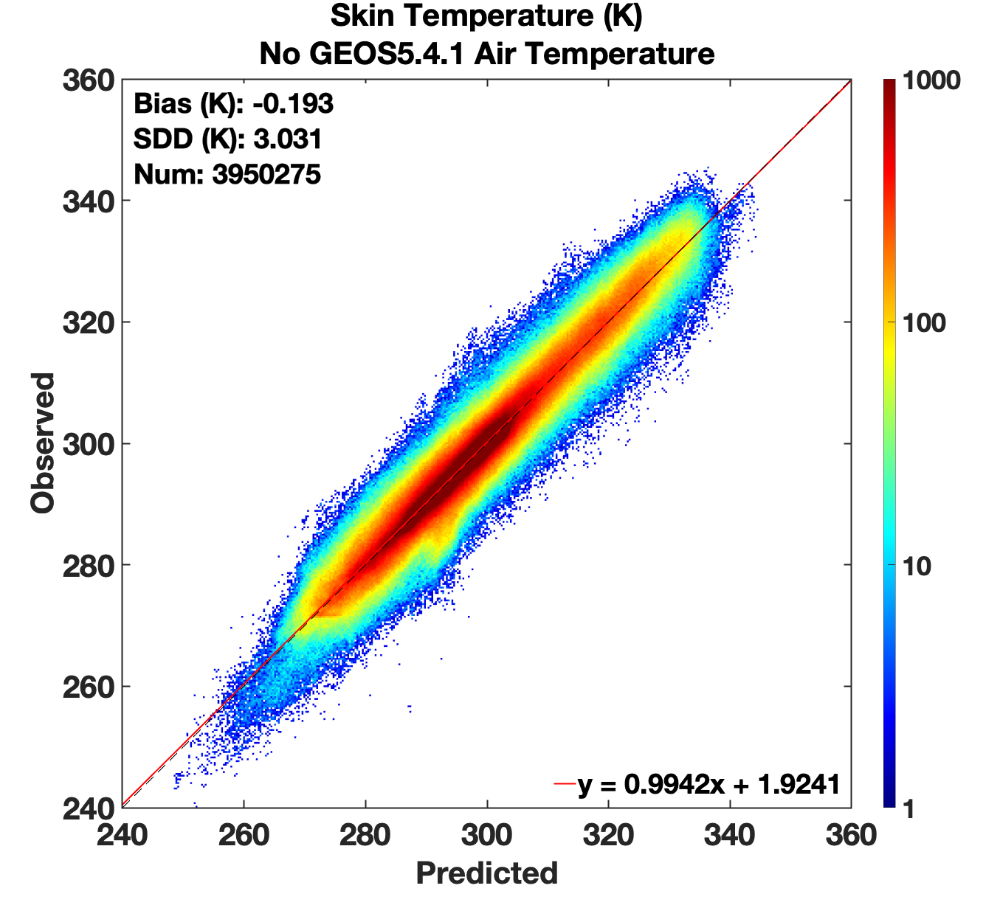 Skin Temperature (K)
No GEOS5.4.1 Air Temperature
Bias (K): -0.193
SDD (K): 3.031
Num: 3950275
360
340
320
300
280
260
240
Observed
240 260 280 300 320 340 360
Predicted
y = 0.9942x + 1.9241
1000
100
10
1